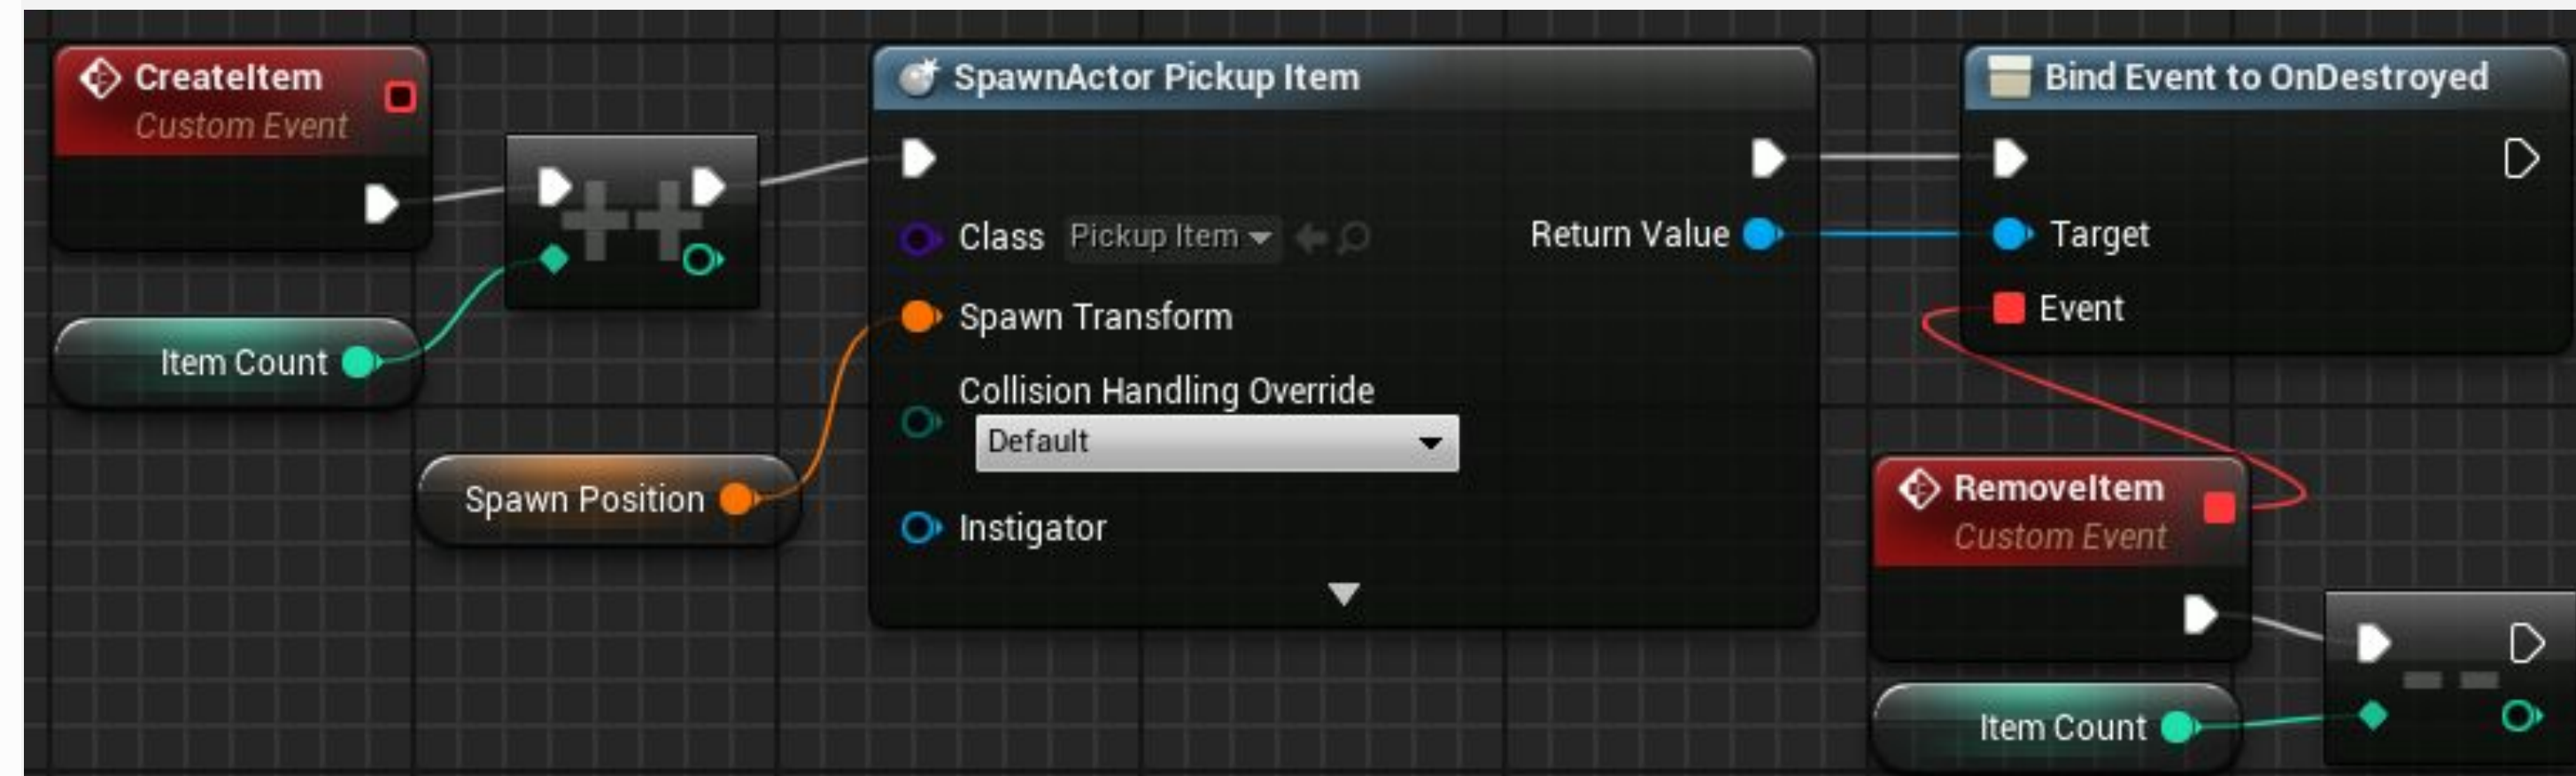 CreateItem
Custom Event
Item Count
++
Spawn Position
SpawnActor Pickup Item
Class Pickup Item
Return Value
Spawn Transform
Collision Handling Override
Default
Instigator
Bind Event to OnDestroyed
Target
Event
RemoveItem
Custom Event
Item Count
--